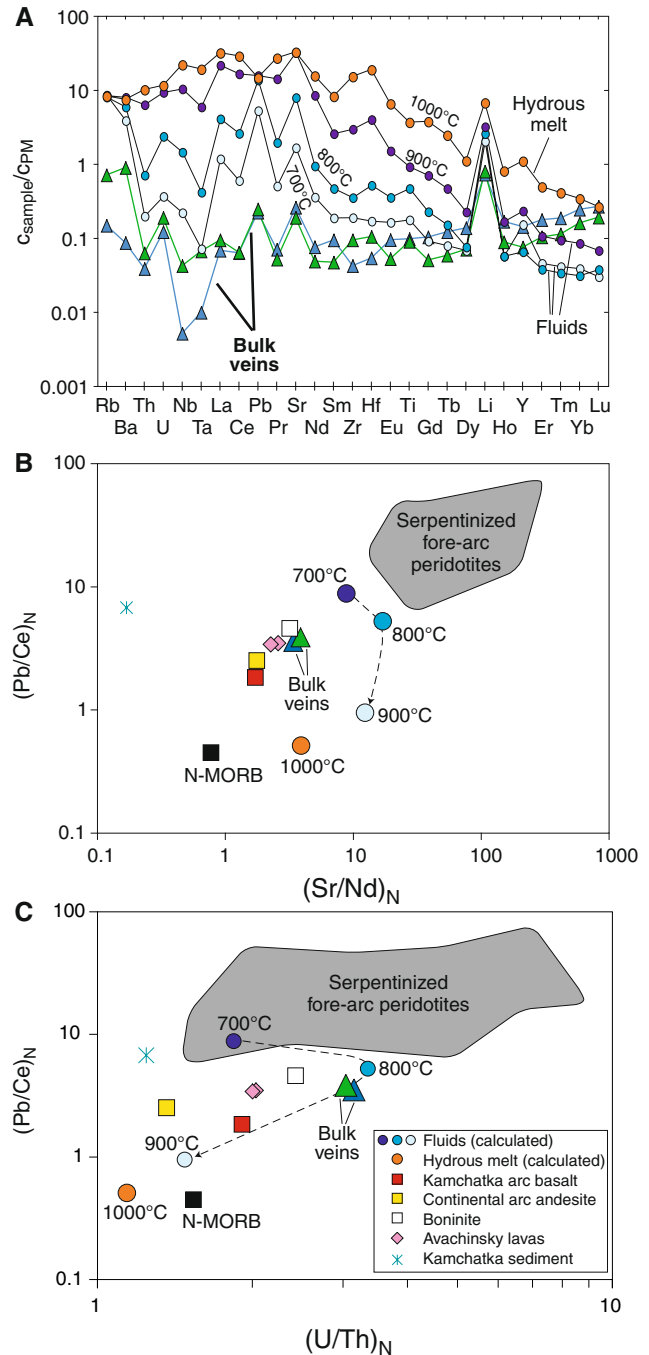 A
c_sample/c_PM
100
10
1
0.1
0.01
0.001
1000°C
900°C
800°C
700°C
Hydrous
melt
Bulk
veins
Fluids
Rb Th Nb La Pb Sr Sm Hf Ti Tb Li Y Tm Lu
Ba U Ta Ce Pr Nd Zr Eu Gd Dy Ho Er Yb
B
(Pb/Ce)_N
100
10
1
0.1
Serpentinized
fore-arc
peridotites
700°C
800°C
Bulk
veins
900°C
1000°C
N-MORB
0.1 1 10 100 1000
(Sr/Nd)_N
C
(Pb/Ce)_N
100
10
1
0.1
Serpentinized
fore-arc peridotites
700°C
800°C
Bulk
veins
900°C
1000°C
N-MORB
Fluids (calculated)
Hydrous melt (calculated)
Kamchatka arc basalt
Continental arc andesite
Boninite
Avachinsky lavas
Kamchatka sediment
1 10
(U/Th)_N